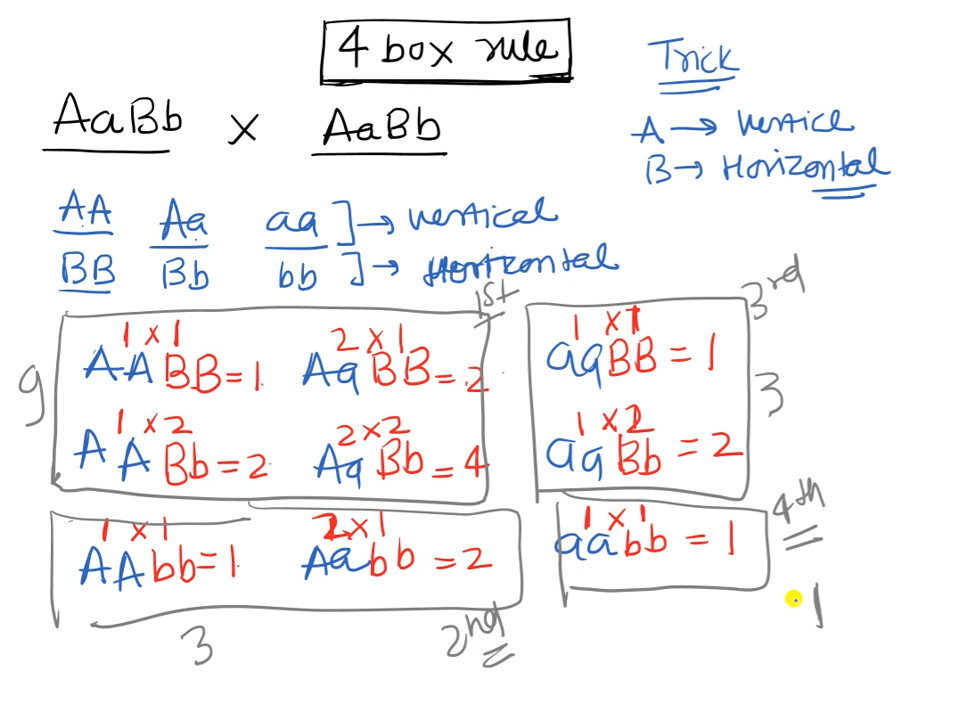 4 box rule
Trick
AaBb x AaBb
A → Vertice
B → Horizontal
AA Aa aa ] → Vertical
BB Bb bb ] → Horizontal
1st
3rd
1 x 1 2 x 1 1 x 1
AABB = 1 AaBB = 2 aaBB = 1
9
3
1 x 2 2 x 2 1 x 2
AABb = 2 AaBb = 4 aaBb = 2
4th
1 x 1 2 x 1 1 x 1
AAbb = 1 Aabb = 2 aabb = 1
1
3 2nd